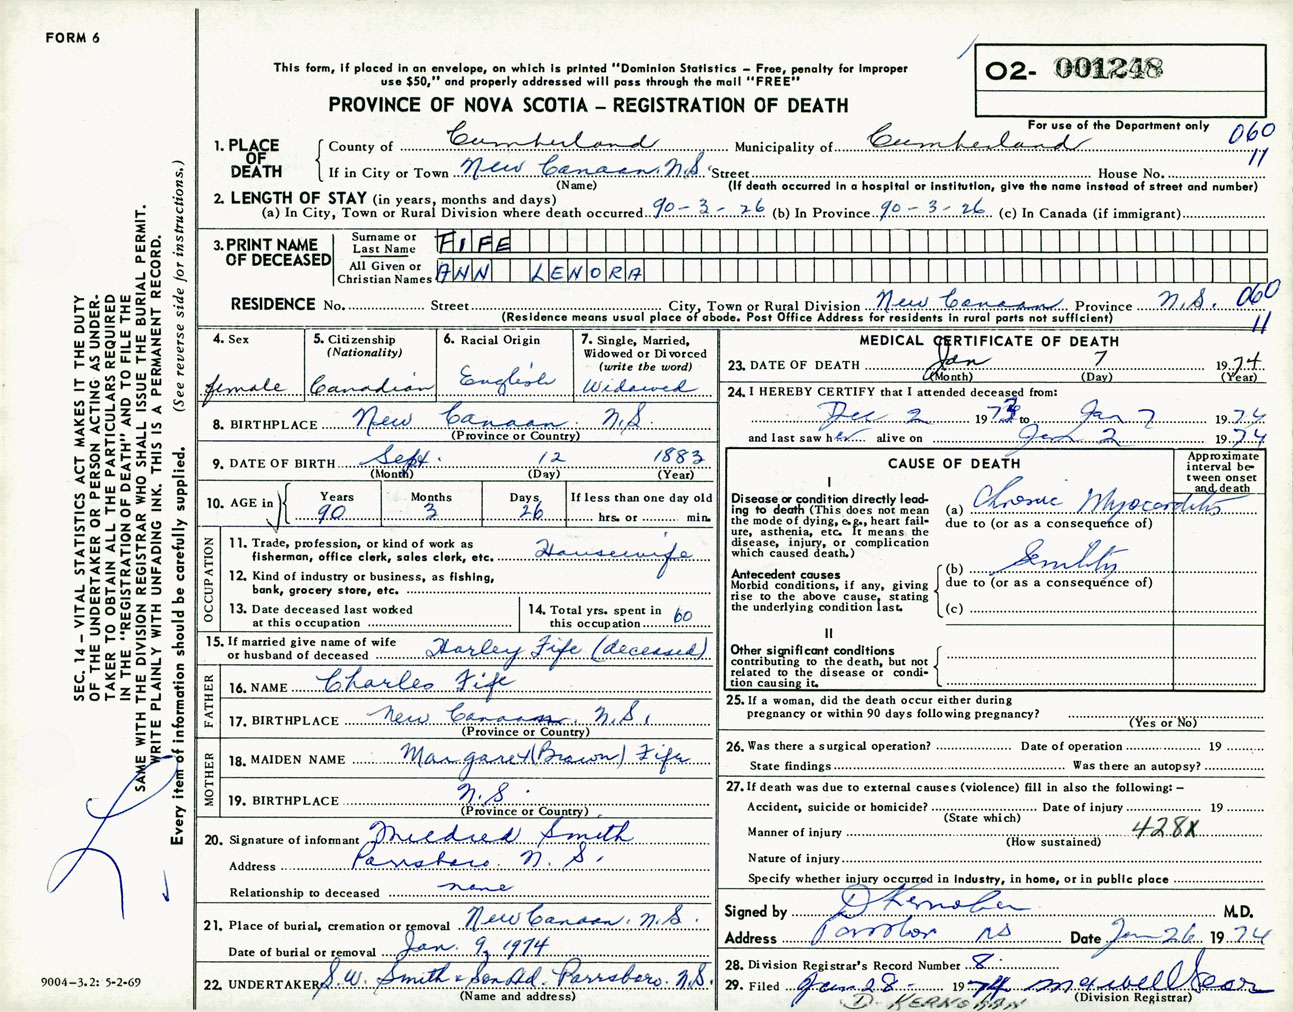 FORM 6
This form, if placed in an envelope, on which is printed "Dominion Statistics – Free, penalty for improper
use $50," and properly addressed will pass through the mail "FREE"
PROVINCE OF NOVA SCOTIA – REGISTRATION OF DEATH
O2- 001248
For use of the Department only
060
11
1. PLACE OF DEATH County of Cumberland Municipality of Cumberland
If in City or Town New Canaan. N.S. Street House No.
(Name) (If death occurred in a hospital or institution, give the name instead of street and number)
2. LENGTH OF STAY (in years, months and days)
(a) In City, Town or Rural Division where death occurred 90-3-26 (b) In Province 90-3-26 (c) In Canada (if immigrant)
3. PRINT NAME OF DECEASED
Surname or Last Name FIFE
All Given or Christian Names ANN LENORA
RESIDENCE No. Street City, Town or Rural Division New Canaan Province N.S. 060
(Residence means usual place of abode. Post Office Address for residents in rural parts not sufficient) 11
4. Sex female
5. Citizenship (Nationality) Canadian
6. Racial Origin English
7. Single, Married, Widowed or Divorced (write the word) Widowed
8. BIRTHPLACE New Canaan N.S.
(Province or Country)
9. DATE OF BIRTH Sept. 12 1883
(Month) (Day) (Year)
10. AGE in Years 90 Months 3 Days 26 If less than one day old hrs. or min.
OCCUPATION
11. Trade, profession, or kind of work as
fisherman, office clerk, sales clerk, etc. Housewife
12. Kind of industry or business, as fishing,
bank, grocery store, etc.
13. Date deceased last worked
at this occupation
14. Total yrs. spent in
this occupation 60
15. If married give name of wife
or husband of deceased Harley Fife (deceased)
FATHER
16. NAME Charles Fife
17. BIRTHPLACE New Canaan. N.S.
(Province or Country)
MOTHER
18. MAIDEN NAME Margaret (Brown) Fife
19. BIRTHPLACE N.S.
(Province or Country)
20. Signature of informant Mildred Smith
Address Parrsboro. N.S.
Relationship to deceased none
21. Place of burial, cremation or removal New Canaan. N.S.
Date of burial or removal Jan. 9, 1974
22. UNDERTAKER S.W. Smith & Son Ltd. Parrsboro. N.S.
(Name and address)
MEDICAL CERTIFICATE OF DEATH
23. DATE OF DEATH Jan 7 1974
(Month) (Day) (Year)
24. I HEREBY CERTIFY that I attended deceased from:
Dec 2 1973 to Jan 7 1974
and last saw her alive on Jan 2 1974
CAUSE OF DEATH
Approximate
interval be-
tween onset
and death
I
Disease or condition directly lead-
ing to death (This does not mean
the mode of dying, e.g., heart fail-
ure, asthenia, etc. It means the
disease, injury, or complication
which caused death.)
(a) Chronic Myocarditis
due to (or as a consequence of)
Antecedent causes
Morbid conditions, if any, giving
rise to the above cause, stating
the underlying condition last.
(b) Senility
due to (or as a consequence of)
(c)
II
Other significant conditions
contributing to the death, but not
related to the disease or condi-
tion causing it.
25. If a woman, did the death occur either during
pregnancy or within 90 days following pregnancy?
(Yes or No)
26. Was there a surgical operation? Date of operation 19
State findings Was there an autopsy?
27. If death was due to external causes (violence) fill in also the following: –
Accident, suicide or homicide? Date of injury 19
(State which)
Manner of injury 428X
(How sustained)
Nature of injury
Specify whether injury occurred in Industry, in home, or in public place
Signed by D Kernohan M.D.
Address Parrsboro NS Date Jan 26 1974
28. Division Registrar's Record Number 8.
29. Filed Jan 28 1974 Maxwell
(Division Registrar)
D. KERNOHAN
SEC. 14 – VITAL STATISTICS ACT MAKES IT THE DUTY
OF THE UNDERTAKER OR PERSON ACTING AS UNDER-
TAKER TO OBTAIN ALL THE PARTICULARS REQUIRED
IN THE "REGISTRATION OF DEATH" AND TO FILE THE
SAME WITH THE DIVISION REGISTRAR WHO SHALL ISSUE THE BURIAL PERMIT.
WRITE PLAINLY WITH UNFADING INK. THIS IS A PERMANENT RECORD.
Every item of information should be carefully supplied. (See reverse side for instructions.)
9004-3.2: 5-2-69